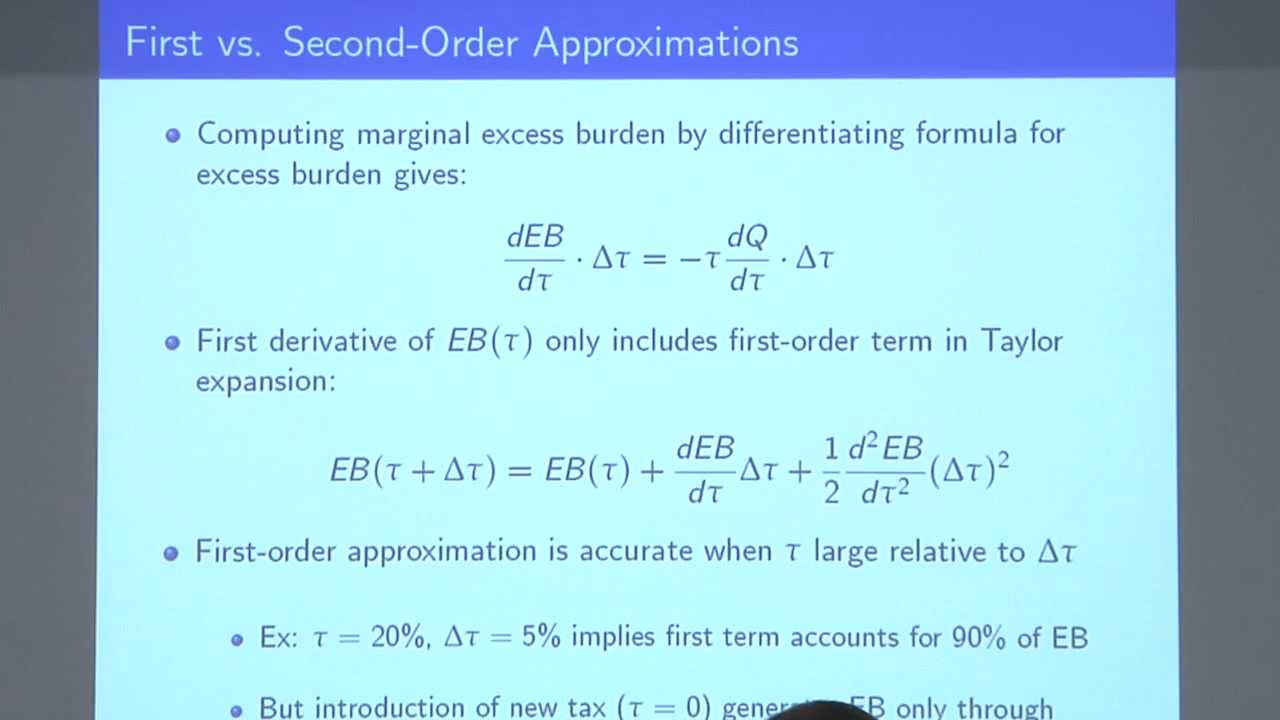 First vs. Second-Order Approximations
Computing marginal excess burden by differentiating formula for
excess burden gives:
dEB/dτ · Δτ = −τ dQ/dτ · Δτ
First derivative of EB(τ) only includes first-order term in Taylor
expansion:
EB(τ + Δτ) = EB(τ) + dEB/dτ Δτ + 1/2 d²EB/dτ² (Δτ)²
First-order approximation is accurate when τ large relative to Δτ
Ex: τ = 20%, Δτ = 5% implies first term accounts for 90% of EB
But introduction of new tax (τ = 0) EB only through